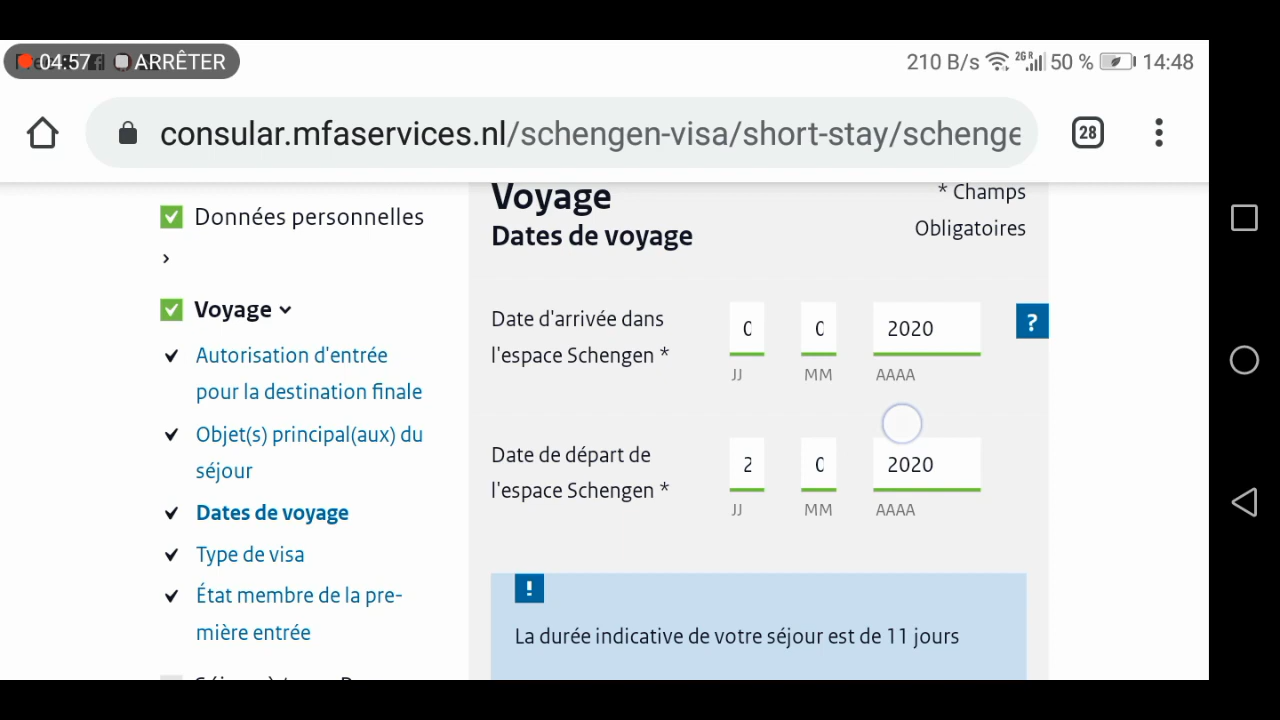 04:57 ARRÊTER
210 B/s 2G R 50 % 14:48
consular.mfaservices.nl/schengen-visa/short-stay/schenge
28
Données personnelles
›
Voyage
Autorisation d'entrée
pour la destination finale
Objet(s) principal(aux) du
séjour
Dates de voyage
Type de visa
État membre de la pre-
mière entrée
Voyage
* Champs
Dates de voyage
Obligatoires
Date d'arrivée dans
l'espace Schengen *
0 0 2020
?
JJ MM AAAA
Date de départ de
l'espace Schengen *
2 0 2020
JJ MM AAAA
!
La durée indicative de votre séjour est de 11 jours